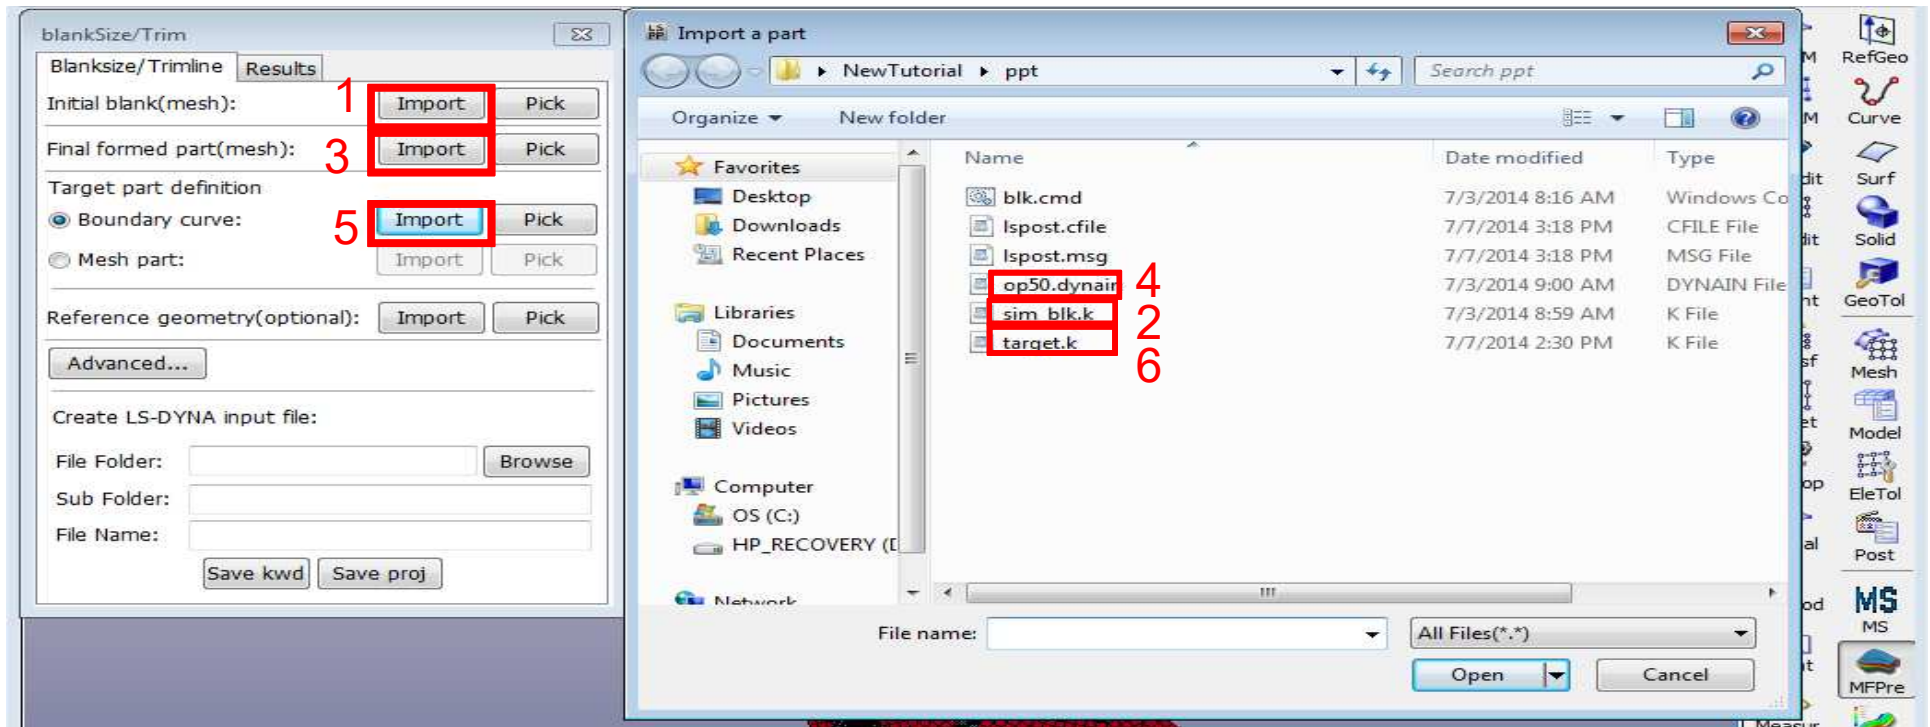 blankSize/Trim
Blanksize/Trimline Results
Initial blank(mesh): 1 Import Pick
Final formed part(mesh): 3 Import Pick
Target part definition
Boundary curve: 5 Import Pick
Mesh part: Import Pick
Reference geometry(optional): Import Pick
Advanced...
Create LS-DYNA input file:
File Folder: Browse
Sub Folder:
File Name:
Save kwd Save proj
Import a part
NewTutorial ppt Search ppt
Organize New folder
Favorites
Desktop
Downloads
Recent Places
Libraries
Documents
Music
Pictures
Videos
Computer
OS (C:)
HP_RECOVERY (
Network
Name Date modified Type
blk.cmd 7/3/2014 8:16 AM Windows Co
lspost.cfile 7/7/2014 3:18 PM CFILE File
lspost.msg 7/7/2014 3:18 PM MSG File
op50.dynain 4 7/3/2014 9:00 AM DYNAIN File
sim_blk.k 2 7/3/2014 8:59 AM K File
target.k 6 7/7/2014 2:30 PM K File
File name: All Files(*.*)
Open Cancel
RefGeo
Curve
Surf
Solid
GeoTol
Mesh
Model
EleTol
Post
MS
MS
MFPre